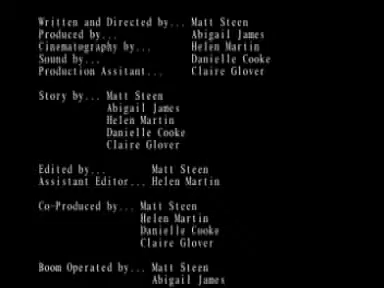 Written and Directed by... Matt Steen
Produced by... Abigail James
Cinematography by... Helen Martin
Sound by... Danielle Cooke
Production Assitant... Claire Glover
Story by... Matt Steen
Abigail James
Helen Martin
Danielle Cooke
Claire Glover
Edited by... Matt Steen
Assistant Editor... Helen Martin
Co-Produced by... Matt Steen
Helen Martin
Danielle Cooke
Claire Glover
Boom Operated by... Matt Steen
Abigail James